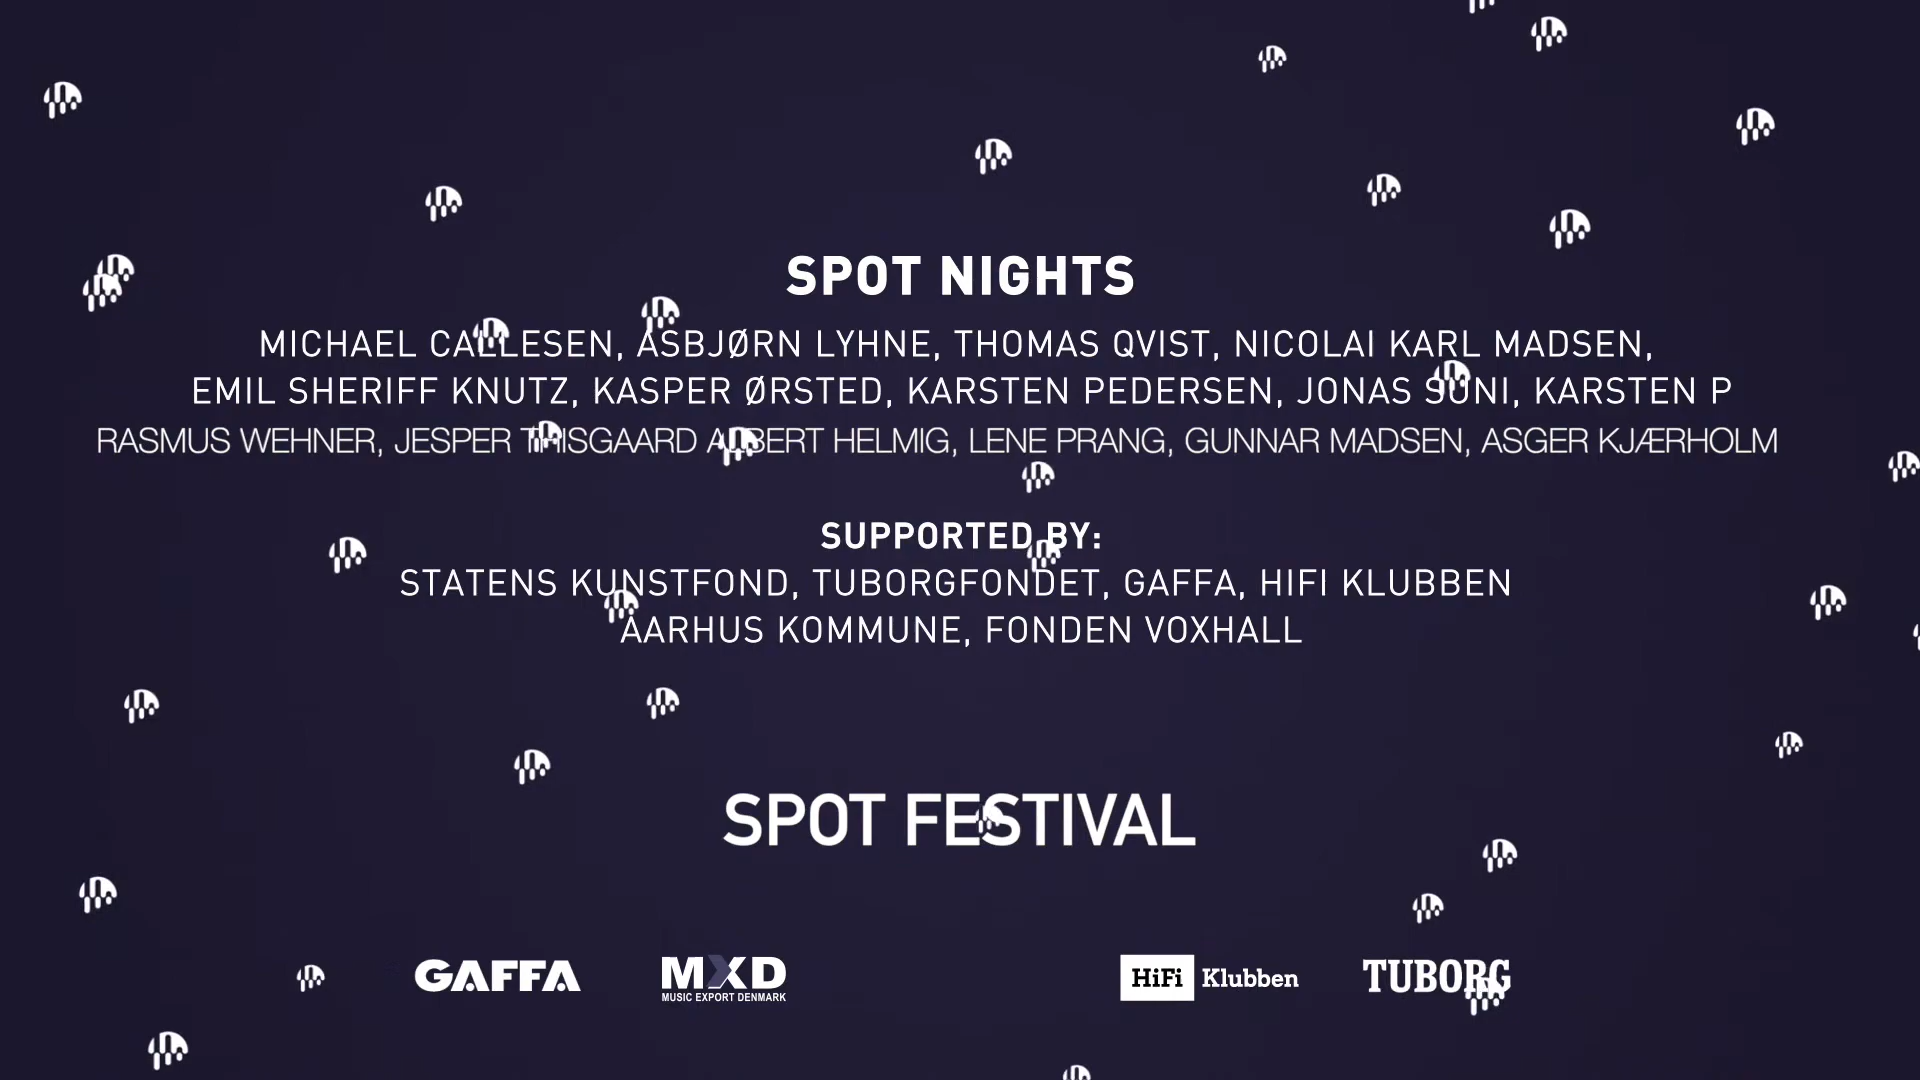 SPOT NIGHTS
MICHAEL CALLESEN, ASBJØRN LYHNE, THOMAS QVIST, NICOLAI KARL MADSEN,
EMIL SHERIFF KNUTZ, KASPER ØRSTED, KARSTEN PEDERSEN, JONAS SUNI, KARSTEN P
RASMUS WEHNER, JESPER THISGAARD ALBERT HELMIG, LENE PRANG, GUNNAR MADSEN, ASGER KJÆRHOLM
SUPPORTED BY:
STATENS KUNSTFOND, TUBORGFONDET, GAFFA, HIFI KLUBBEN
AARHUS KOMMUNE, FONDEN VOXHALL
SPOT FESTIVAL
GAFFA
MXD
MUSIC EXPORT DENMARK
HiFi Klubben
TUBORG